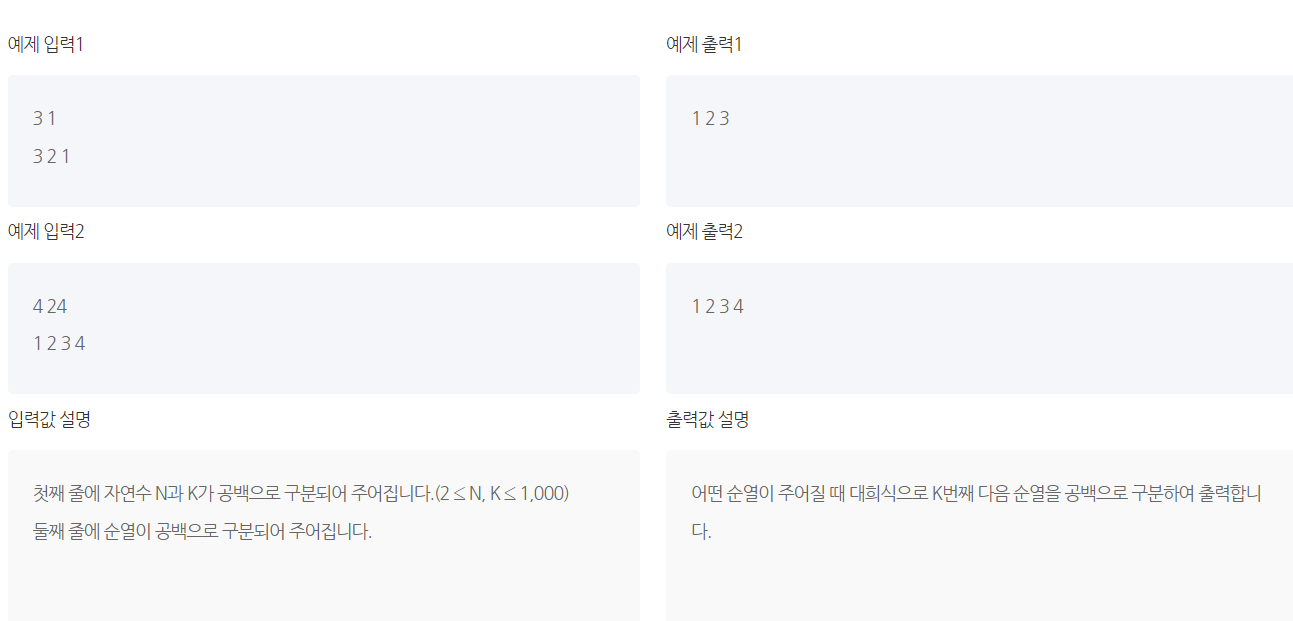 예제 입력1
예제 출력1
3 1
3 2 1
1 2 3
예제 입력2
예제 출력2
4 24
1 2 3 4
1 2 3 4
입력값 설명
출력값 설명
첫째 줄에 자연수 N과 K가 공백으로 구분되어 주어집니다.(2 ≤ N, K ≤ 1,000)
둘째 줄에 순열이 공백으로 구분되어 주어집니다.
어떤 순열이 주어질 때 대희식으로 K번째 다음 순열을 공백으로 구분하여 출력합니
다.